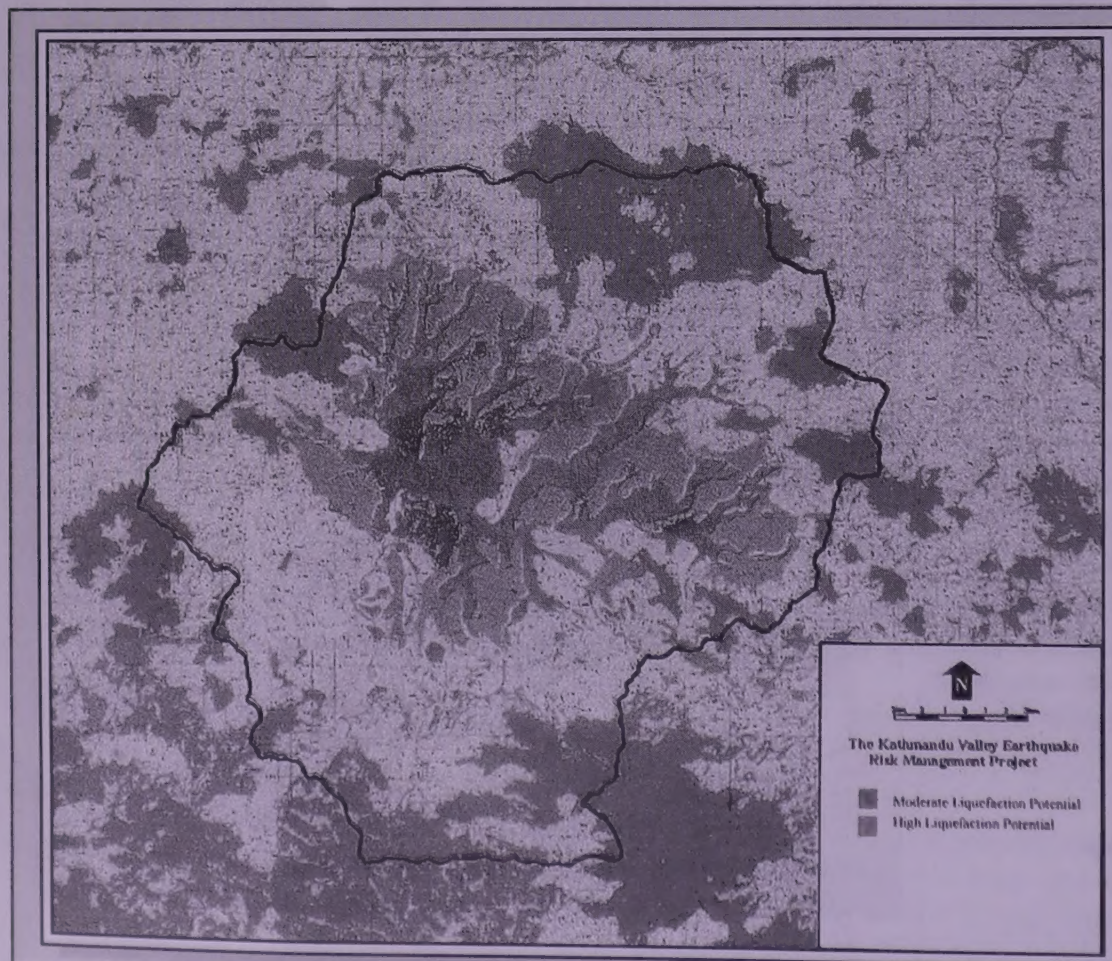 N
The Kathmandu Valley Earthquake
Risk Management Project
Moderate Liquefaction Potential
High Liquefaction Potential